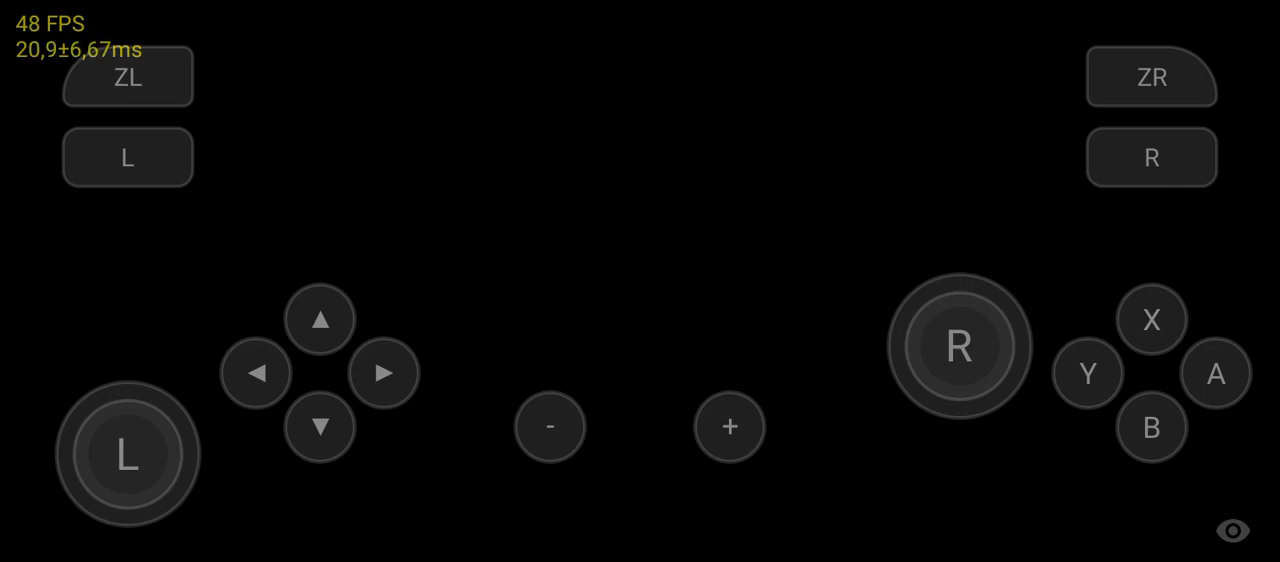 48 FPS
20,9±6,67ms
ZL
ZR
L
R
▲
X
◀
▶
R
Y
A
▼
-
+
B
L